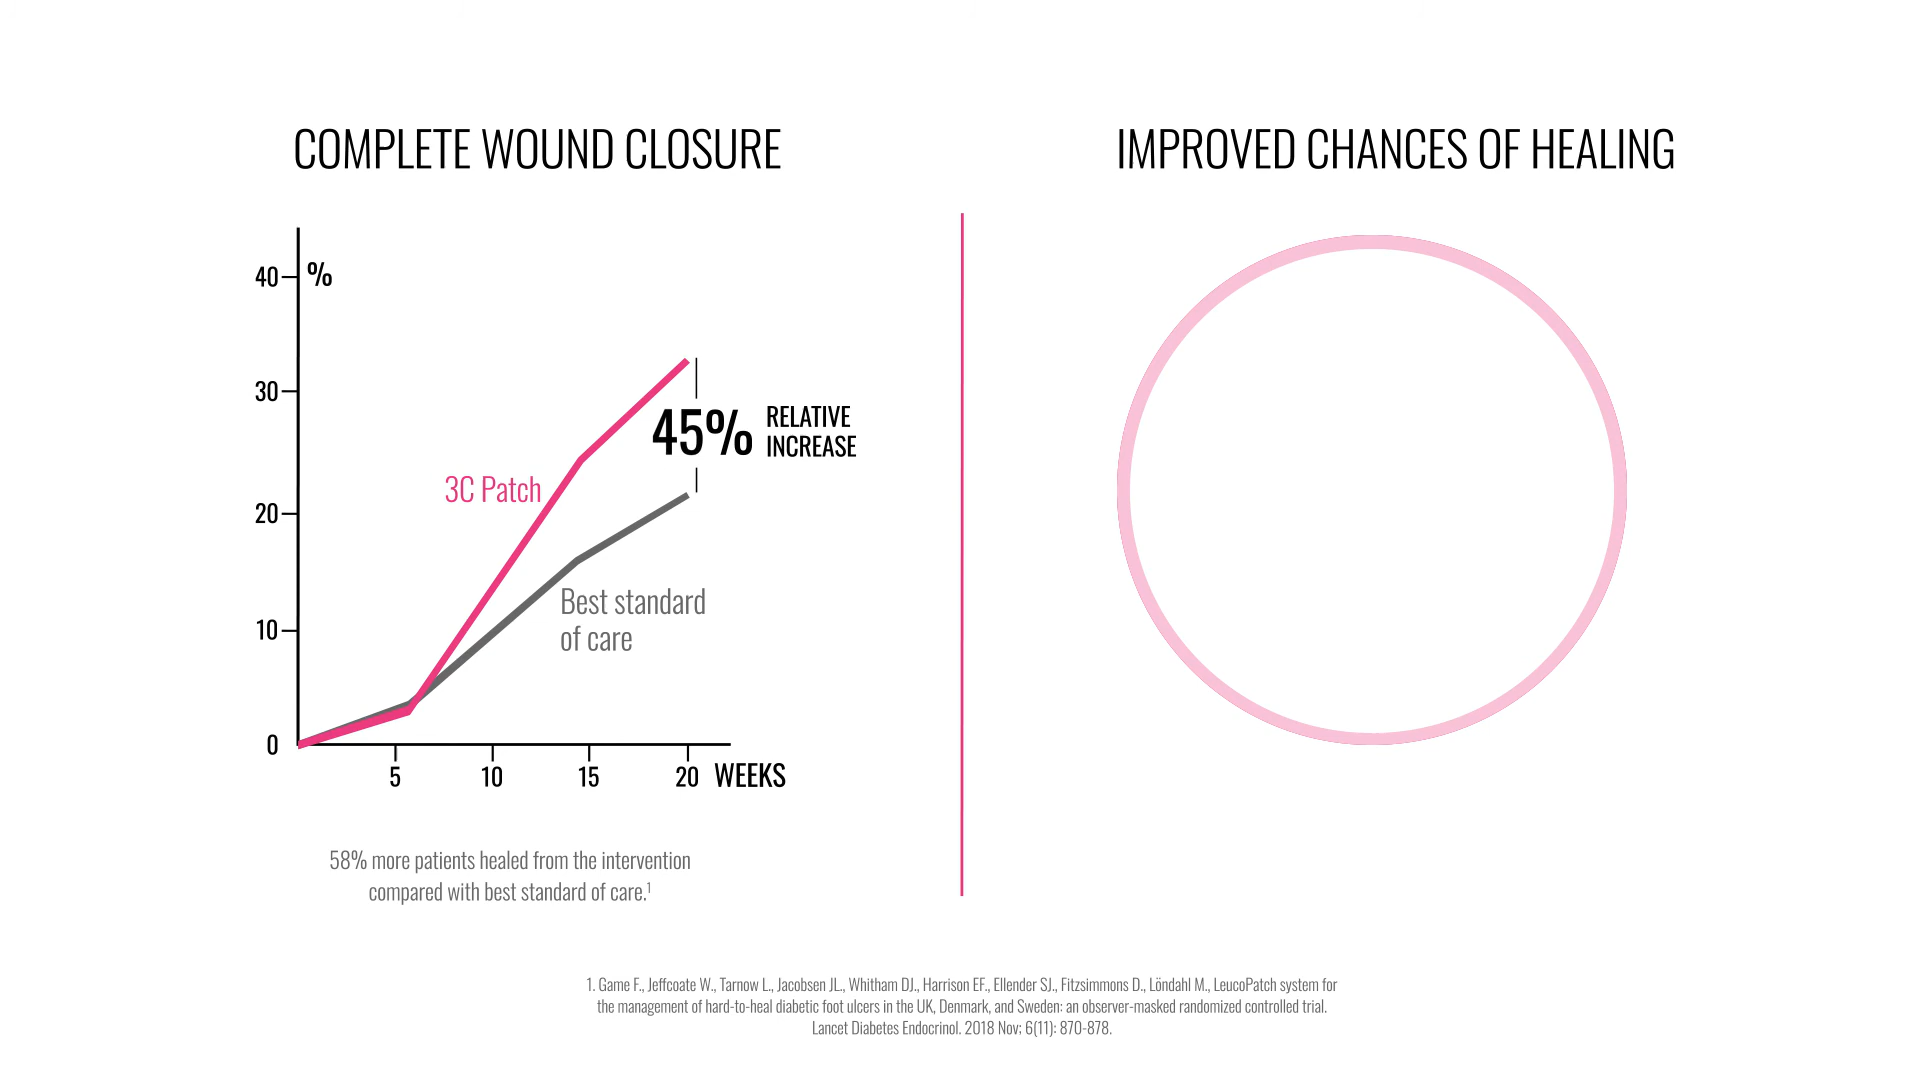 COMPLETE WOUND CLOSURE
40 %
30
20
10
0
5 10 15 20 WEEKS
3C Patch
45% RELATIVE
INCREASE
Best standard
of care
58% more patients healed from the intervention
compared with best standard of care.¹
IMPROVED CHANCES OF HEALING
1. Game F., Jeffcoate W., Tarnow L., Jacobsen JL., Whitham DJ., Harrison EF., Ellender SJ., Fitzsimmons D., Löndahl M., LeucoPatch system for
the management of hard-to-heal diabetic foot ulcers in the UK, Denmark, and Sweden: an observer-masked randomized controlled trial.
Lancet Diabetes Endocrinol. 2018 Nov; 6(11): 870-878.